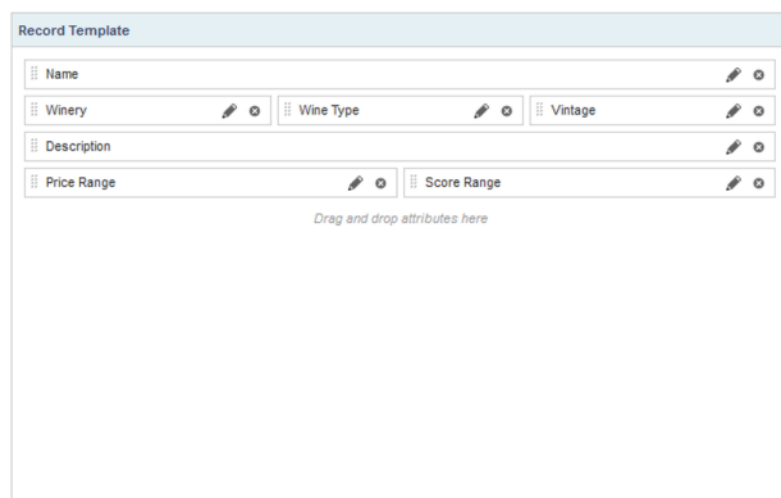 Record Template
Name
Winery Wine Type Vintage
Description
Price Range Score Range
Drag and drop attributes here